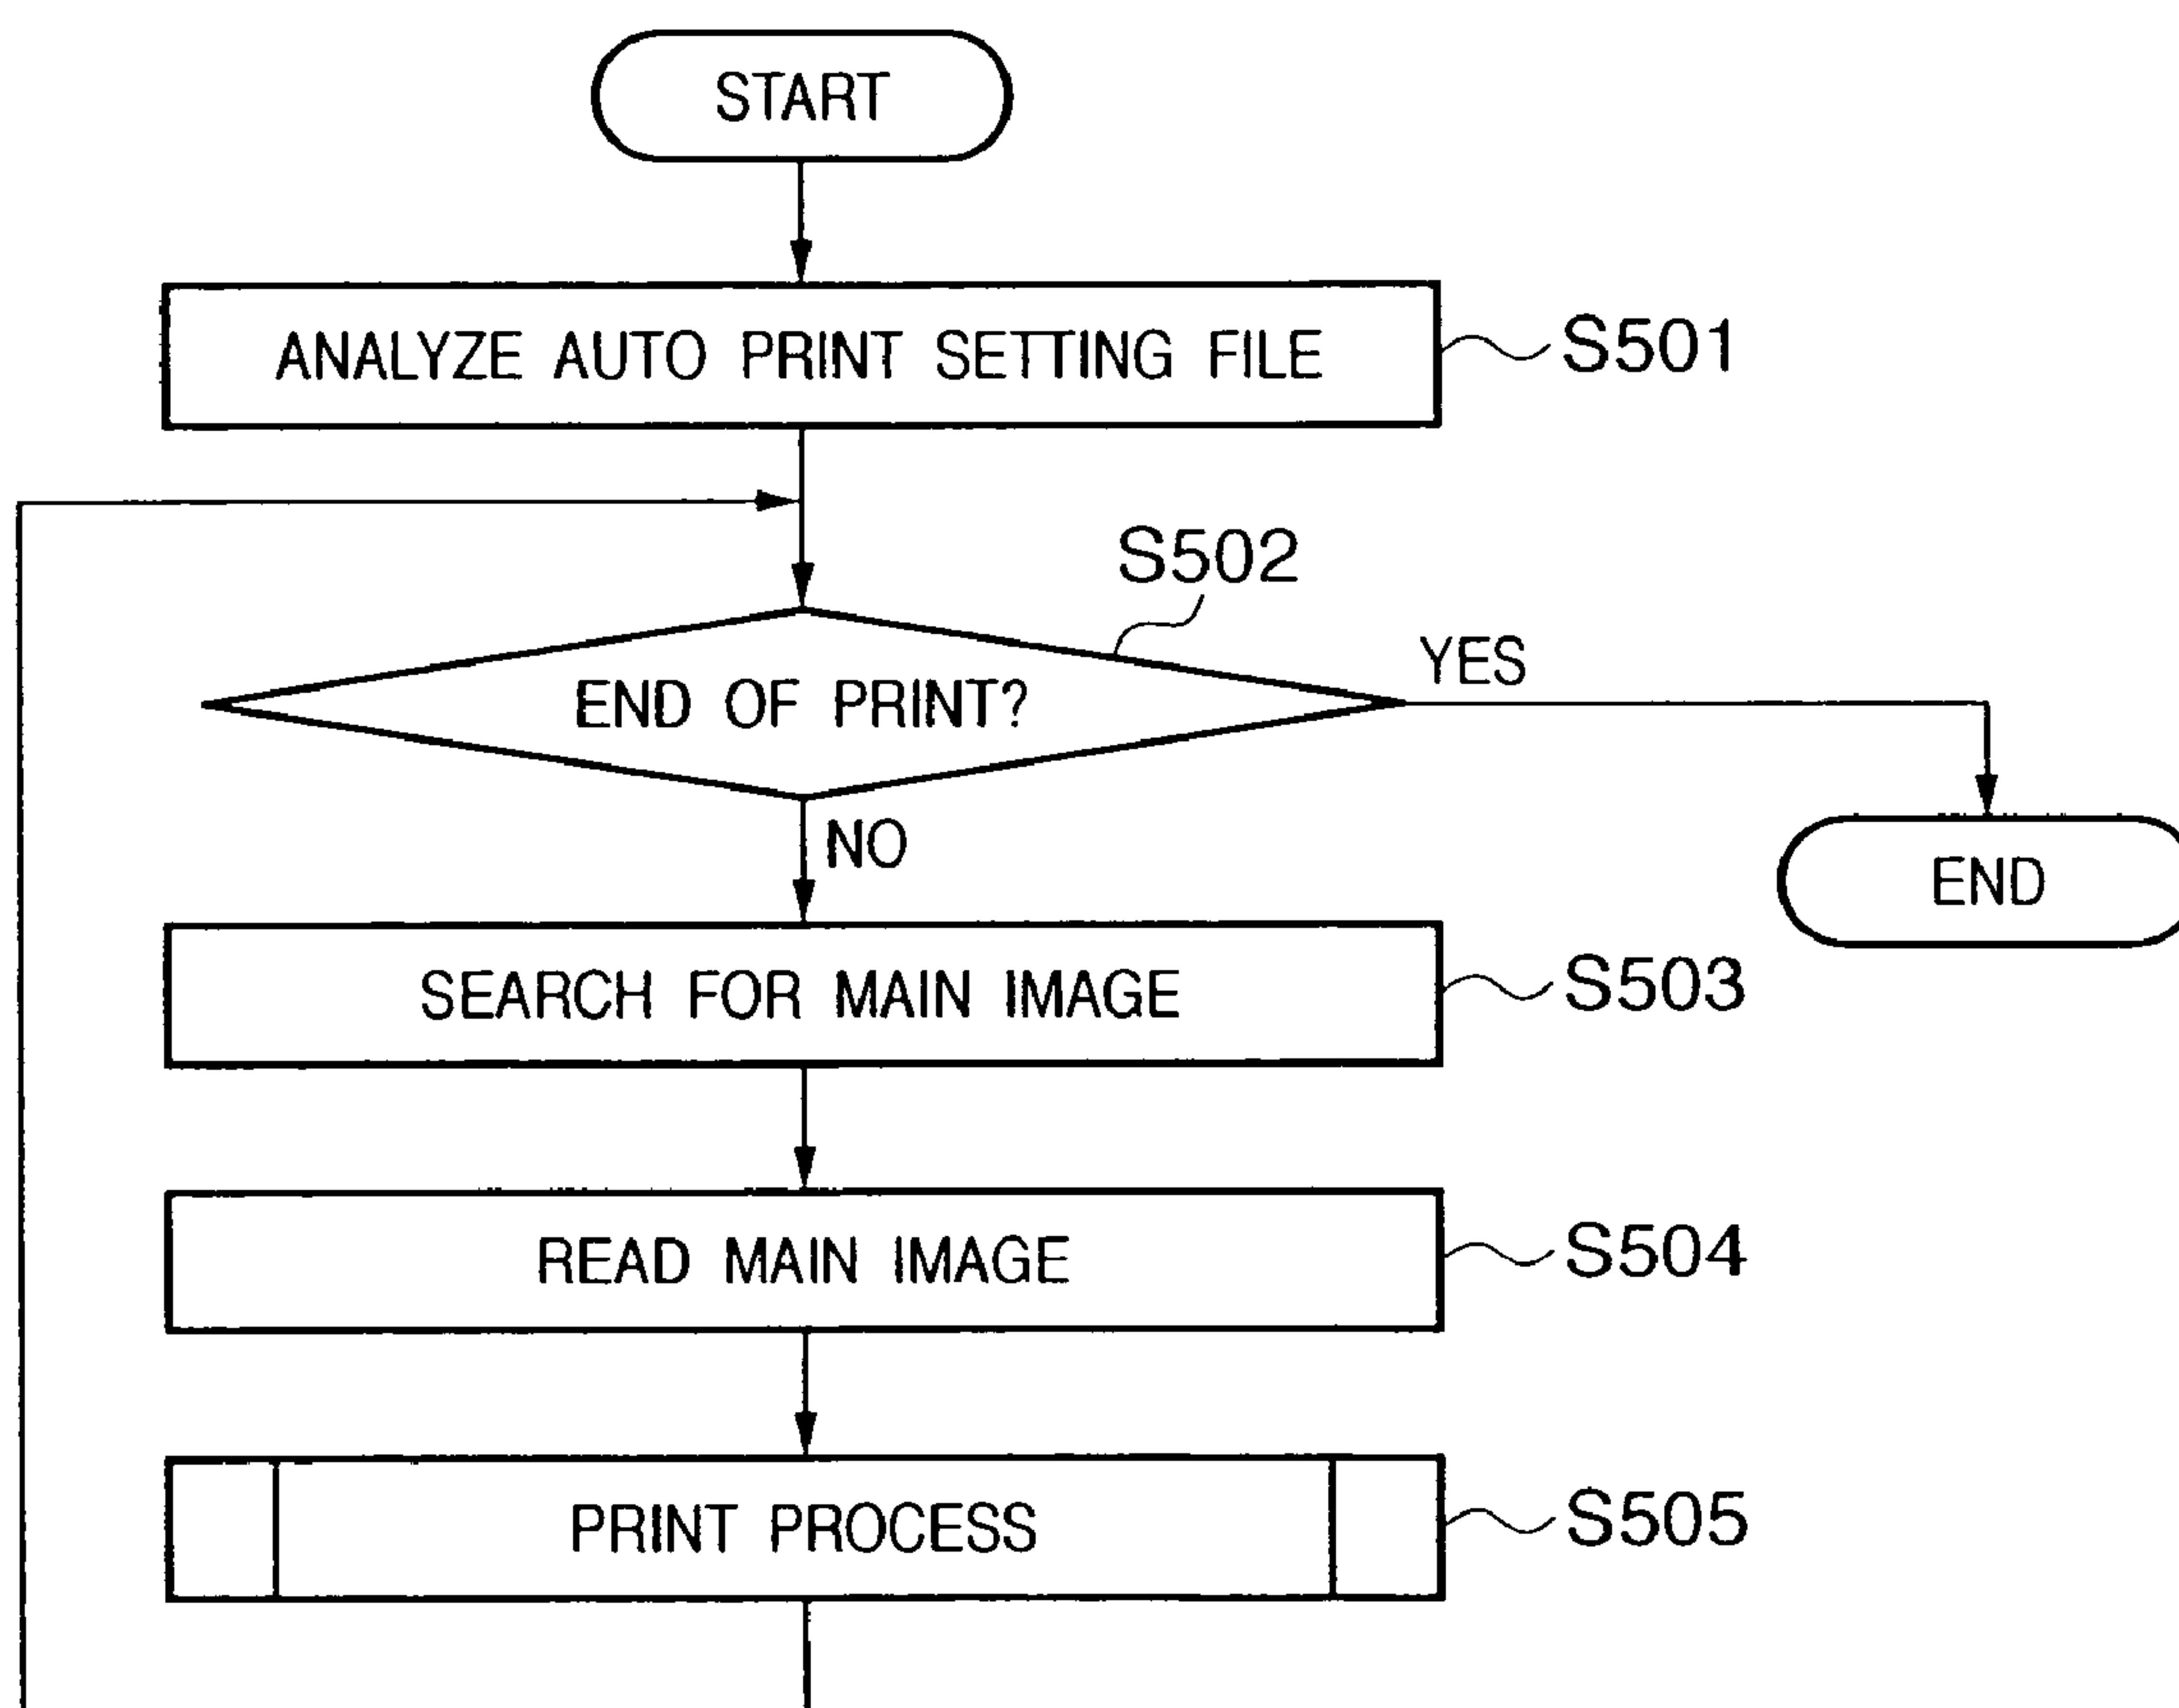 START
ANALYZE AUTO PRINT SETTING FILE
S501
S502
END OF PRINT?
YES
NO
END
SEARCH FOR MAIN IMAGE
S503
READ MAIN IMAGE
S504
PRINT PROCESS
S505